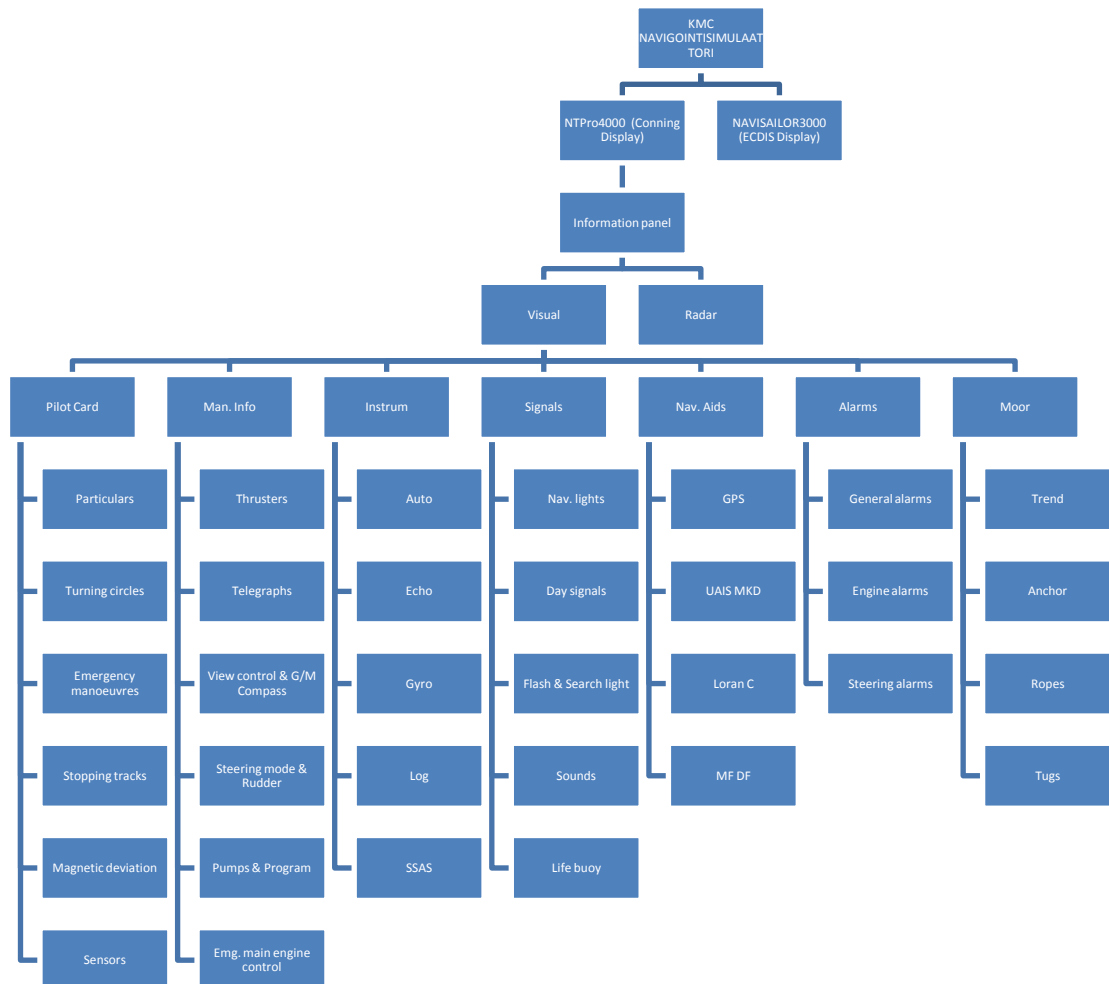 KMC
NAVIGOINTISIMULAAT
TORI
NTPro4000 (Conning
Display)
NAVISAILOR3000
(ECDIS Display)
Information panel
Visual
Radar
Pilot Card
Man. Info
Instrum
Signals
Nav. Aids
Alarms
Moor
Particulars
Thrusters
Auto
Nav. lights
GPS
General alarms
Trend
Turning circles
Telegraphs
Echo
Day signals
UAIS MKD
Engine alarms
Anchor
Emergency
manoeuvres
View control & G/M
Compass
Gyro
Flash & Search light
Loran C
Steering alarms
Ropes
Stopping tracks
Steering mode &
Rudder
Log
Sounds
MF DF
Tugs
Magnetic deviation
Pumps & Program
SSAS
Life buoy
Sensors
Emg. main engine
control